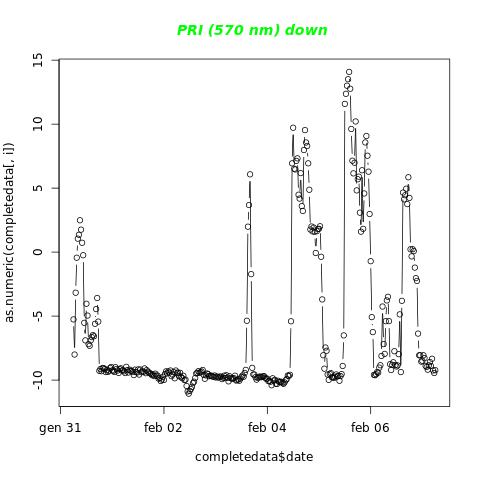 PRI (570 nm) down
as.numeric(completedata[, i])
15
10
5
0
-5
-10
gen 31 feb 02 feb 04 feb 06
completedata$date